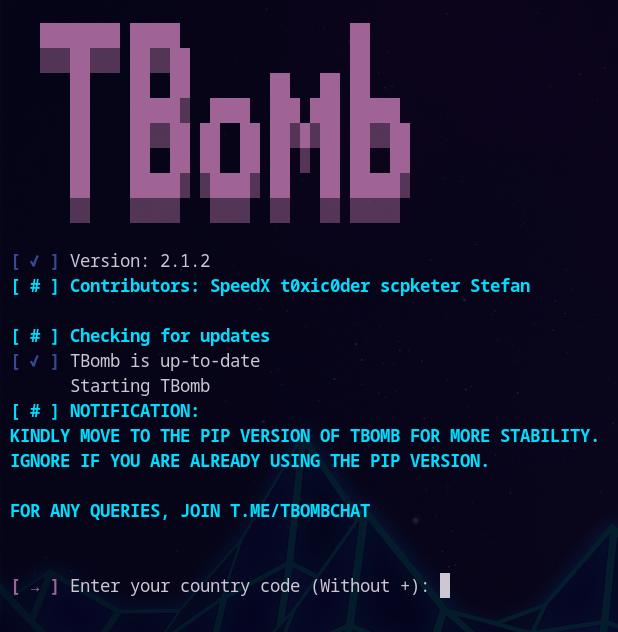 TBomb
[ ✓ ] Version: 2.1.2
[ # ] Contributors: SpeedX t0xic0der scpketer Stefan
[ # ] Checking for updates
[ ✓ ] TBomb is up-to-date
Starting TBomb
[ # ] NOTIFICATION:
KINDLY MOVE TO THE PIP VERSION OF TBOMB FOR MORE STABILITY.
IGNORE IF YOU ARE ALREADY USING THE PIP VERSION.
FOR ANY QUERIES, JOIN T.ME/TBOMBCHAT
[ → ] Enter your country code (Without +):